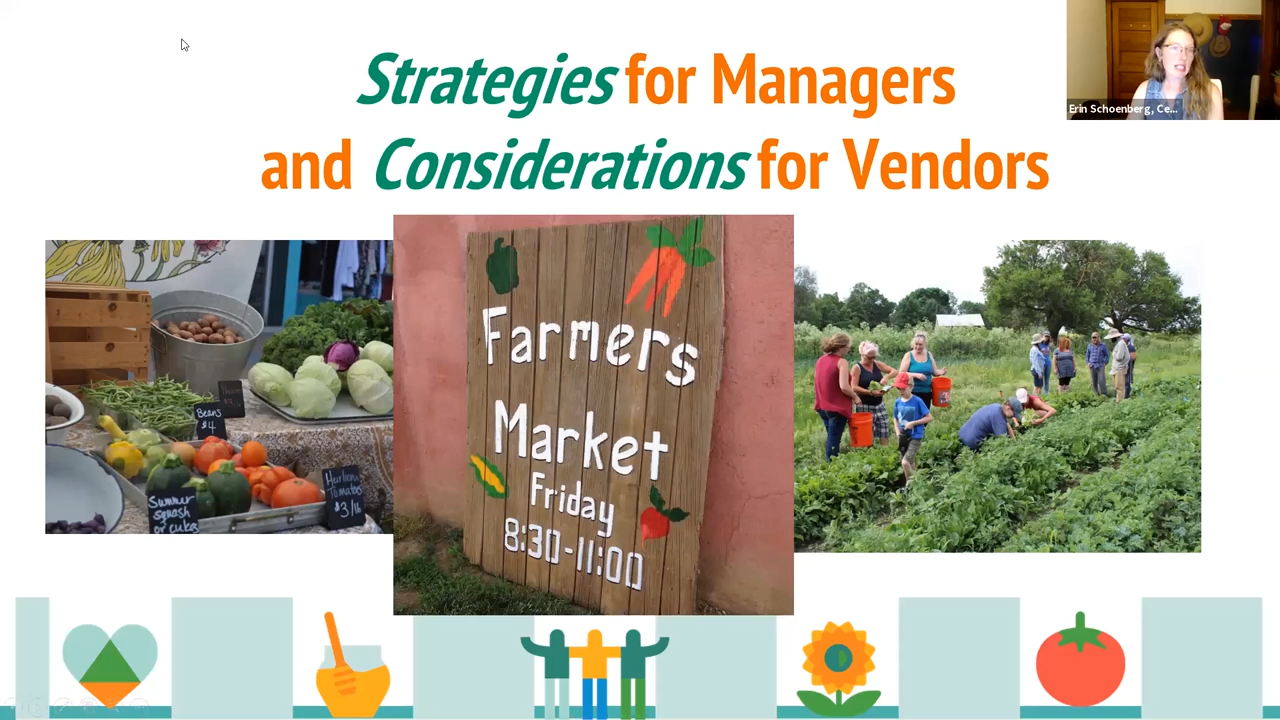 Strategies for Managers
and Considerations for Vendors
Erin Schoenberg, Ce...
Beans
$4
Summer
squash
or cukes
Heirloom
Tomatoes
$3/lb
Farmers
Market
Friday
8:30-11:00